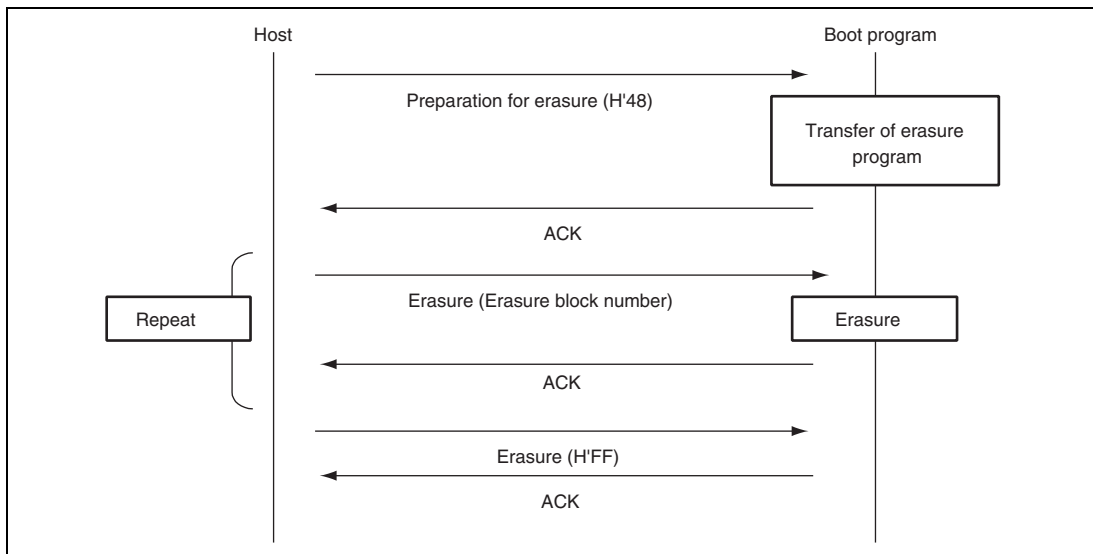 Host
Boot program
Preparation for erasure (H'48)
Transfer of erasure
program
ACK
Erasure (Erasure block number)
Repeat
Erasure
ACK
Erasure (H'FF)
ACK